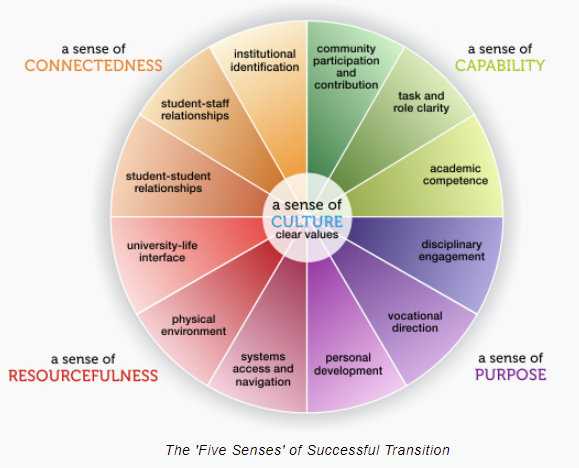 a sense of
CONNECTEDNESS
institutional
identification
community
participation
and
contribution
a sense of
CAPABILITY
student-staff
relationships
task and
role clarity
student-student
relationships
academic
competence
a sense of
CULTURE
clear values
university-life
interface
disciplinary
engagement
physical
environment
vocational
direction
a sense of
RESOURCEFULNESS
systems
access and
navigation
personal
development
a sense of
PURPOSE
The 'Five Senses' of Successful Transition